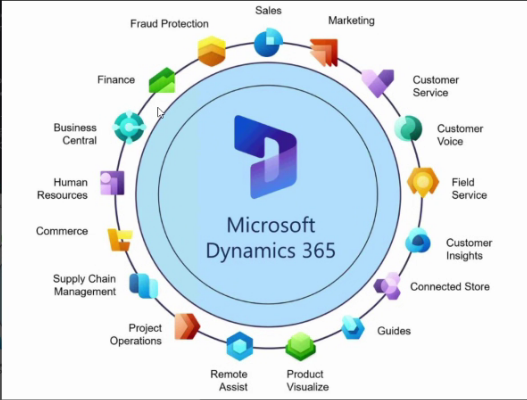 Sales
Marketing
Customer
Service
Customer
Voice
Field
Service
Customer
Insights
Connected Store
Guides
Product
Visualize
Remote
Assist
Project
Operations
Supply Chain
Management
Commerce
Human
Resources
Business
Central
Finance
Fraud Protection
Microsoft
Dynamics 365